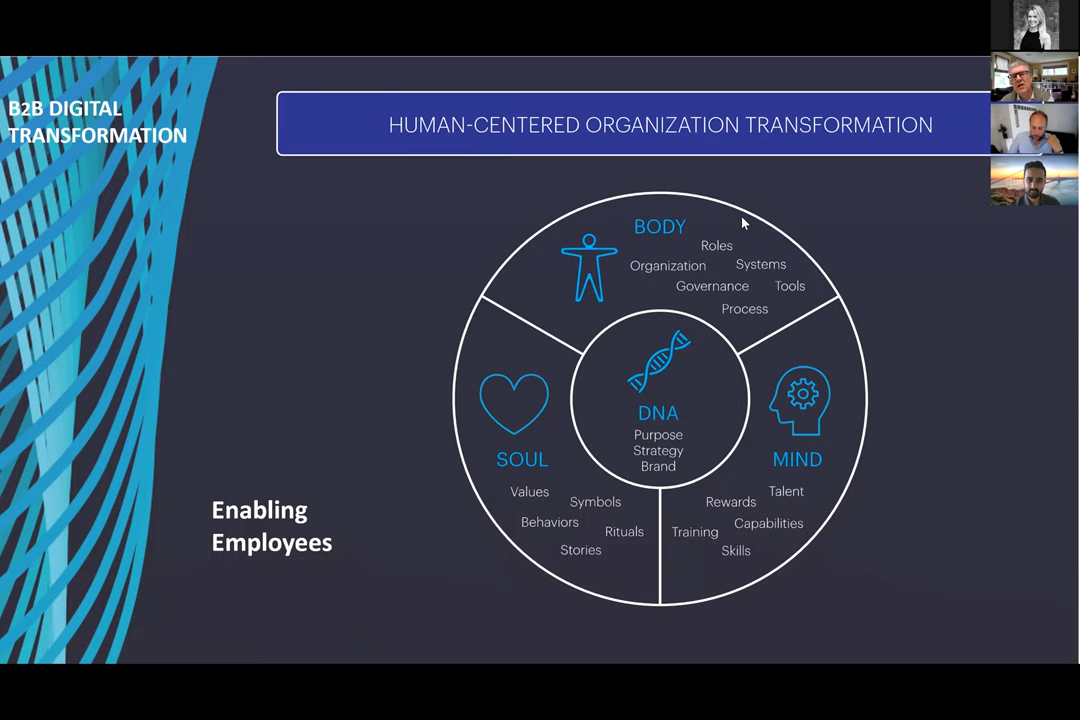 B2B DIGITAL
TRANSFORMATION
HUMAN-CENTERED ORGANIZATION TRANSFORMATION
BODY
Roles
Organization
Systems
Governance
Tools
Process
DNA
Purpose
Strategy
Brand
SOUL
Values
Symbols
Behaviors
Rituals
Stories
MIND
Talent
Rewards
Capabilities
Training
Skills
Enabling
Employees